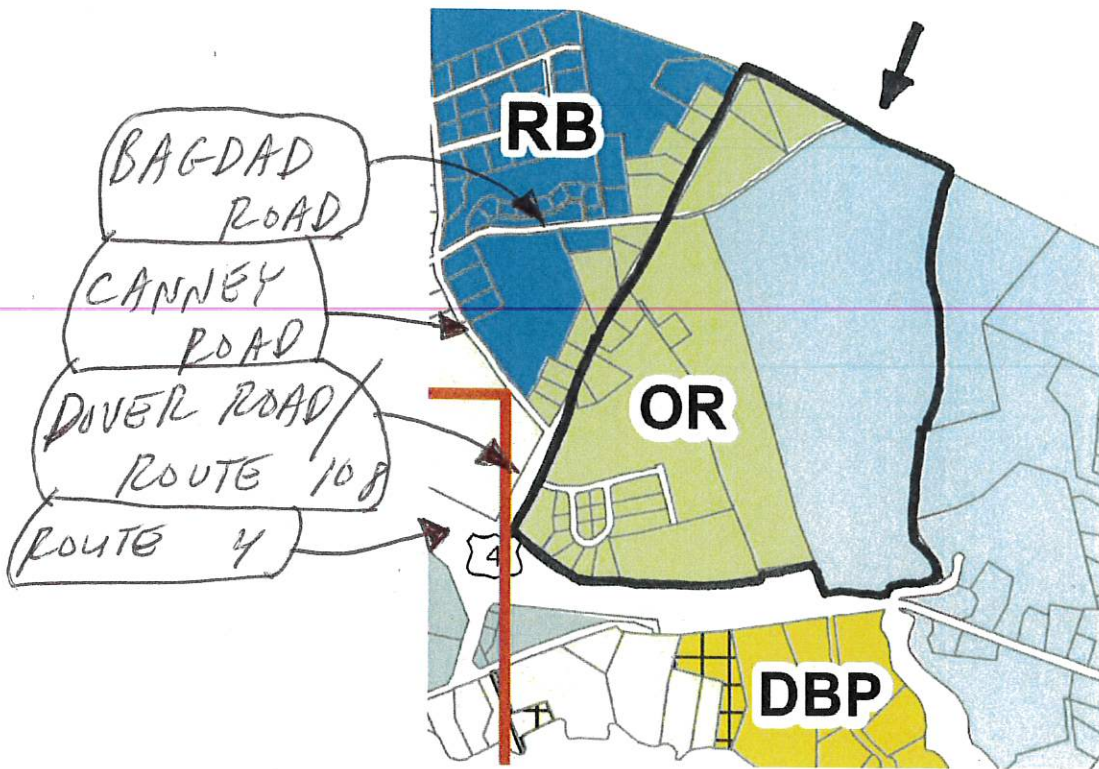 BAGDAD
ROAD
CANNEY
ROAD
DOVER ROAD/
ROUTE 108
ROUTE 4
RB
OR
4
DBP